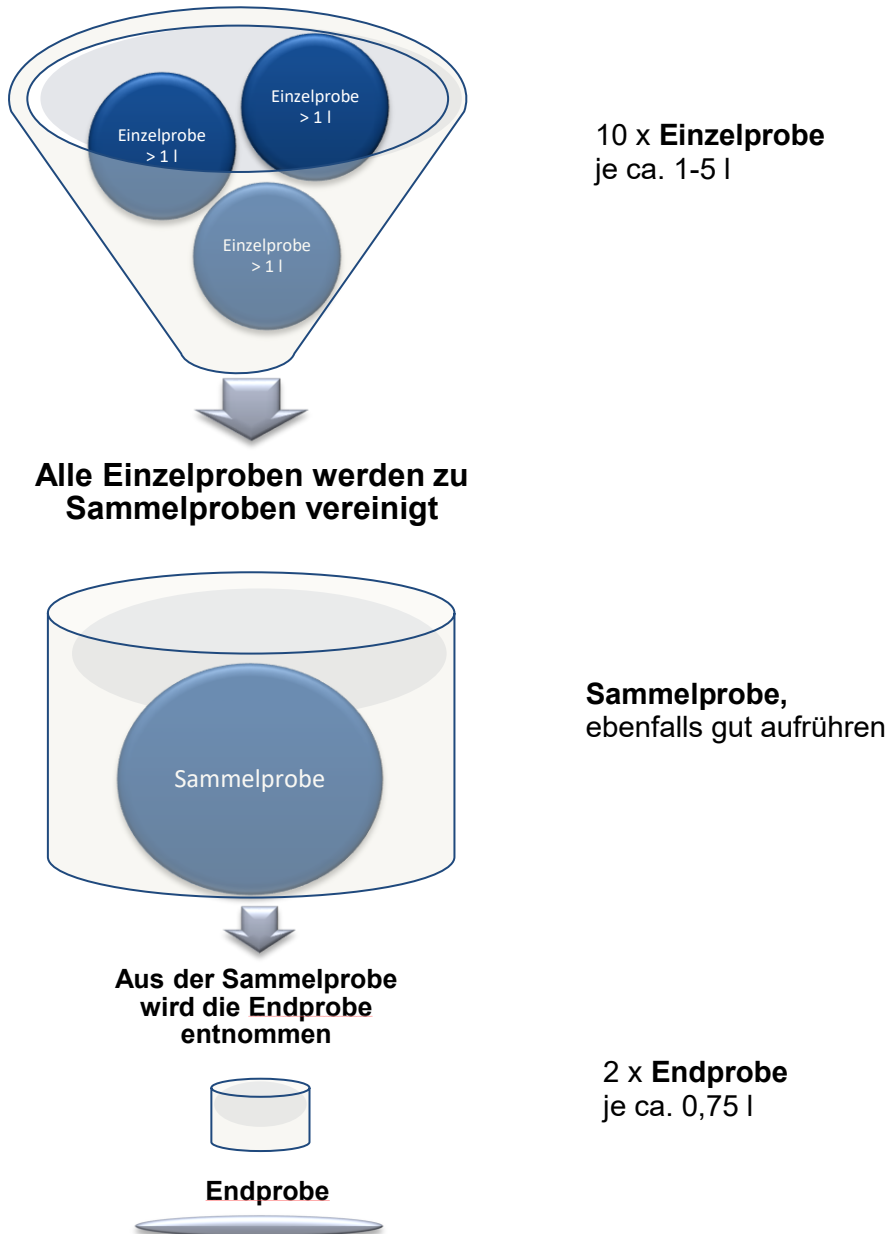 Einzelprobe
> 1 l
Einzelprobe
> 1 l
Einzelprobe
> 1 l
10 x Einzelprobe
je ca. 1-5 l
Alle Einzelproben werden zu
Sammelproben vereinigt
Sammelprobe
Sammelprobe,
ebenfalls gut aufrühren
Aus der Sammelprobe
wird die Endprobe
entnommen
2 x Endprobe
je ca. 0,75 l
Endprobe